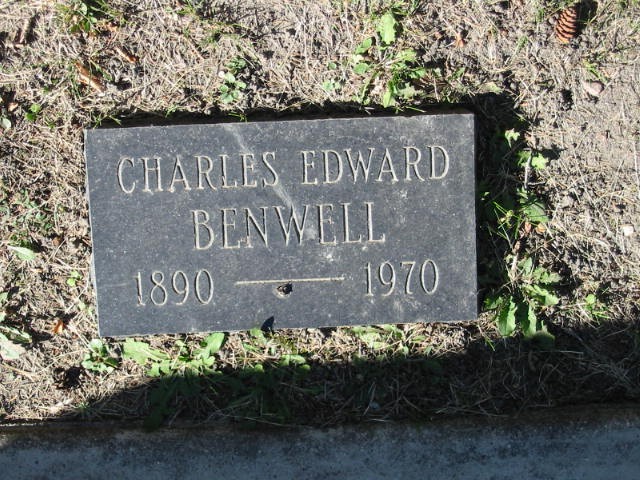 CHARLES EDWARD
BENWELL
1890 — 1970